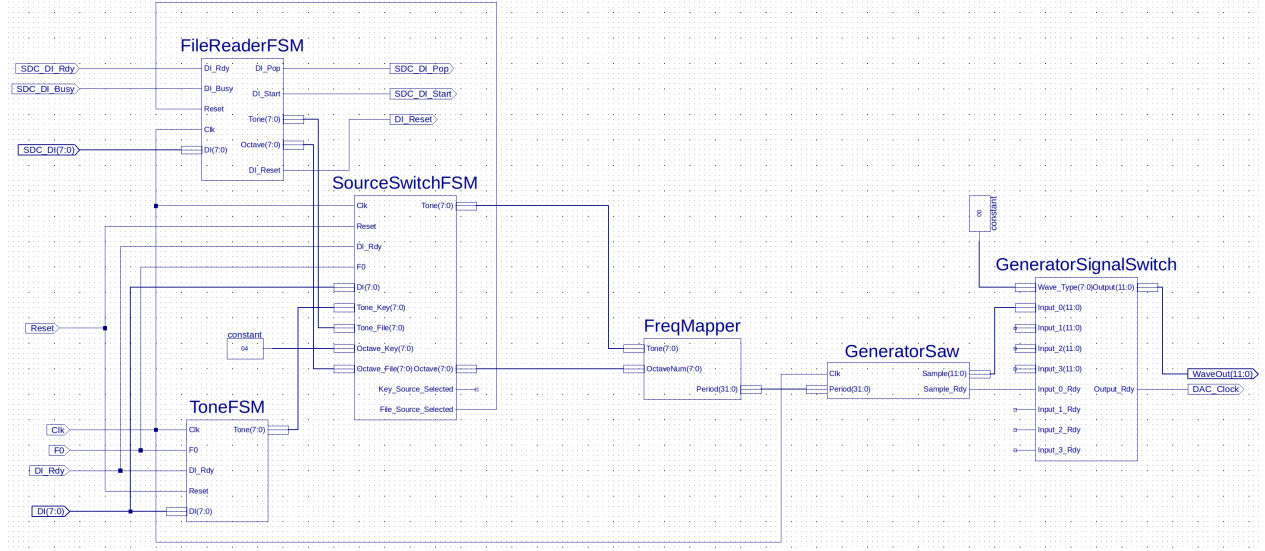 FileReaderFSM
SDC_DI_Rdy
DI_Rdy
DI_Pop
SDC_DI_Pop
SDC_DI_Busy
DI_Busy
DI_Start
SDC_DI_Start
Reset
Tone(7:0)
DI_Reset
Clk
SDC_DI(7:0)
DI(7:0)
Octave(7:0)
DI_Reset
SourceSwitchFSM
Clk
Tone(7:0)
Reset
DI_Rdy
F0
DI(7:0)
Tone_Key(7:0)
Tone_File(7:0)
Octave_Key(7:0)
Octave_File(7:0)
Octave(7:0)
Key_Source_Selected
File_Source_Selected
Reset
constant
04
ToneFSM
Clk
Clk
Tone(7:0)
F0
F0
DI_Rdy
DI_Rdy
Reset
DI(7:0)
DI(7:0)
FreqMapper
Tone(7:0)
OctaveNum(7:0)
Period(31:0)
GeneratorSaw
Clk
Sample(11:0)
Period(31:0)
Sample_Rdy
00
constant
GeneratorSignalSwitch
Wave_Type(7:0)
Output(11:0)
Input_0(11:0)
Input_1(11:0)
Input_2(11:0)
Input_3(11:0)
Input_0_Rdy
Output_Rdy
Input_1_Rdy
Input_2_Rdy
Input_3_Rdy
WaveOut(11:0)
DAC_Clock